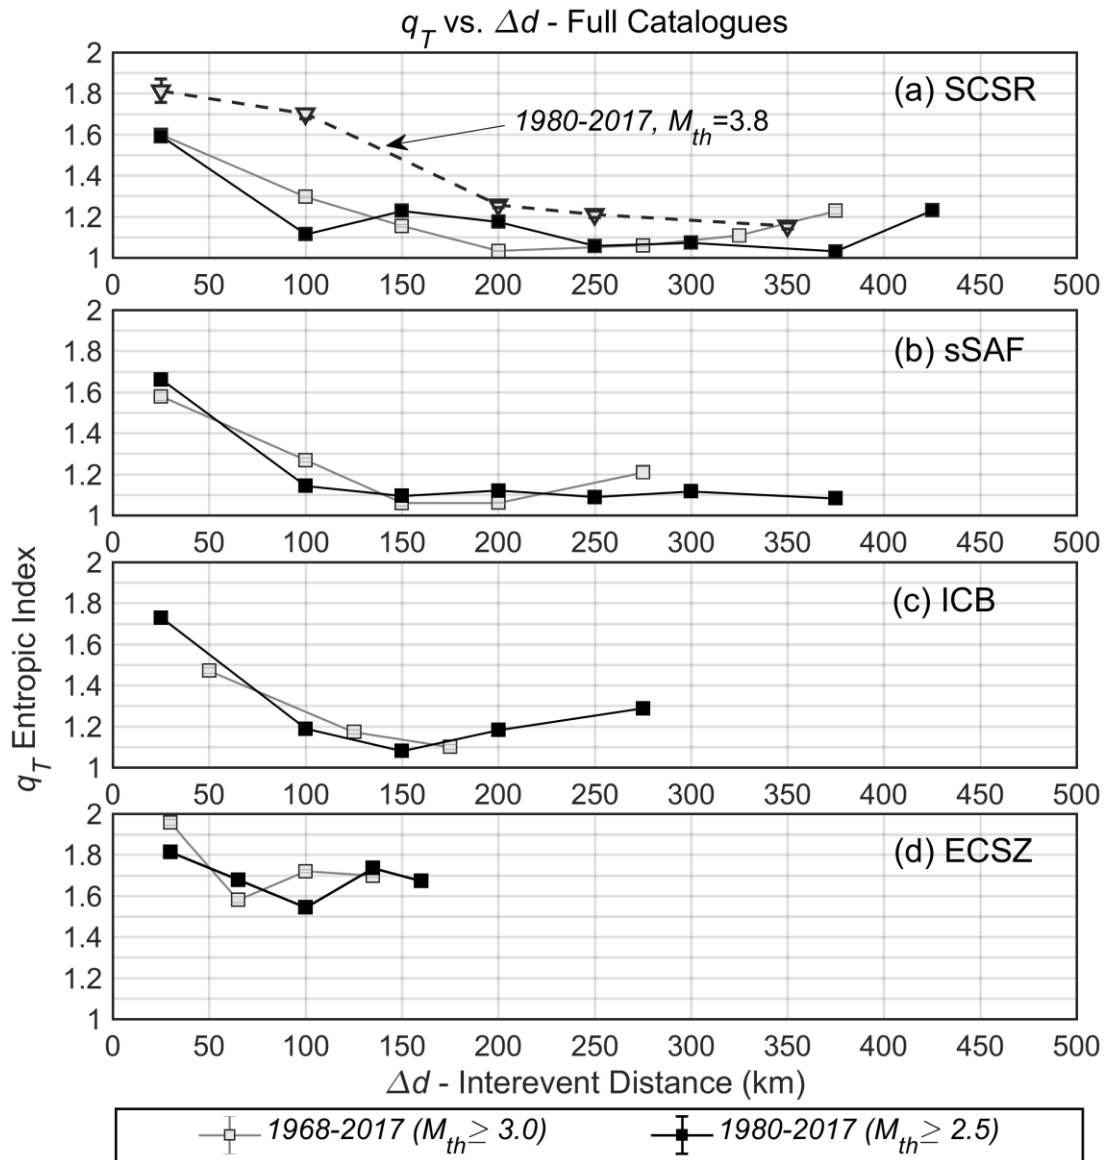 q_T vs. Δd - Full Catalogues
2
1.8
1.6
1.4
1.2
1
(a) SCSR
1980-2017, M_th=3.8
0 50 100 150 200 250 300 350 400 450 500
2
1.8
1.6
1.4
1.2
1
(b) sSAF
0 50 100 150 200 250 300 350 400 450 500
q_T Entropic Index
2
1.8
1.6
1.4
1.2
1
(c) ICB
0 50 100 150 200 250 300 350 400 450 500
2
1.8
1.6
1.4
1.2
1
(d) ECSZ
0 50 100 150 200 250 300 350 400 450 500
Δd - Interevent Distance (km)
1968-2017 (M_th ≥ 3.0) 1980-2017 (M_th ≥ 2.5)